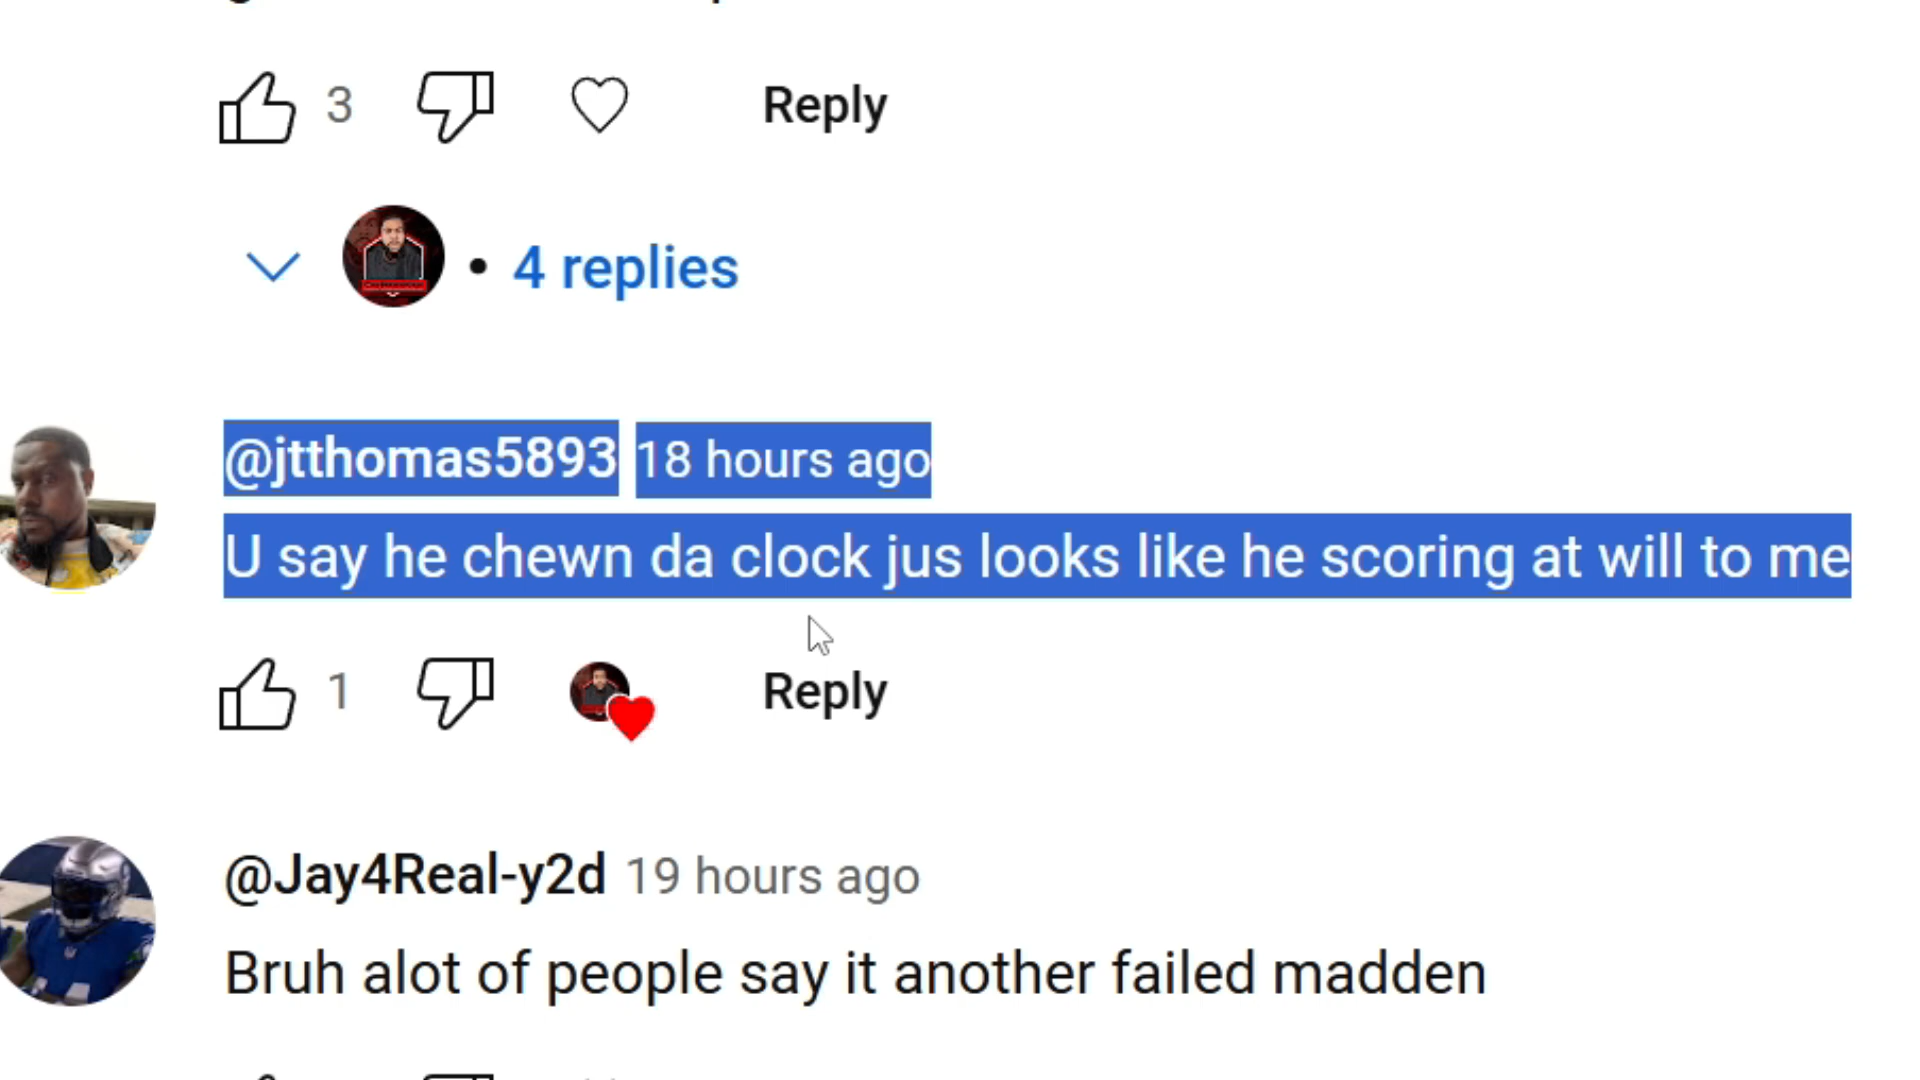 3 Reply
• 4 replies
@jtthomas5893 18 hours ago
U say he chewn da clock jus looks like he scoring at will to me
1 Reply
@Jay4Real-y2d 19 hours ago
Bruh alot of people say it another failed madden